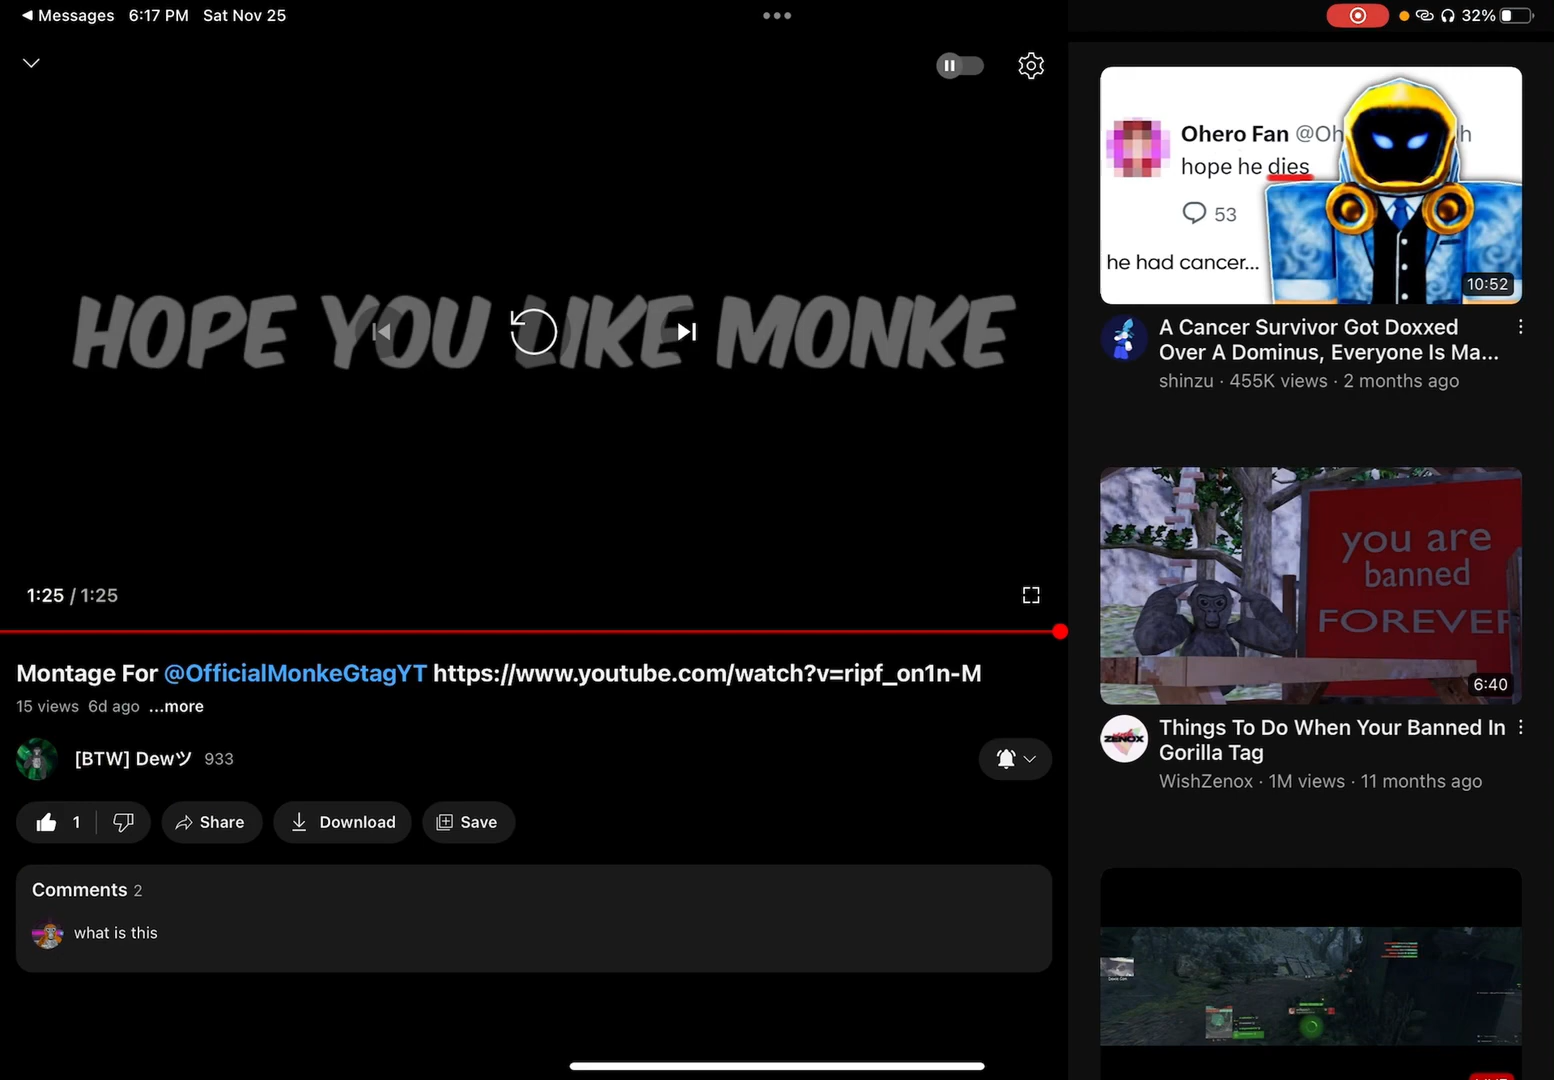 Messages 6:17 PM Sat Nov 25
32%
HOPE YOU LIKE MONKE
1:25 / 1:25
Montage For @OfficialMonkeGtagYT https://www.youtube.com/watch?v=ripf_on1n-M
15 views 6d ago ...more
[BTW] Dewツ 933
1
Share
Download
Save
Comments 2
what is this
Ohero Fan @Oh h
hope he dies
53
he had cancer...
10:52
A Cancer Survivor Got Doxxed
Over A Dominus, Everyone Is Ma...
shinzu · 455K views · 2 months ago
you are
banned
FOREVER
6:40
ZENOX
Things To Do When Your Banned In
Gorilla Tag
WishZenox · 1M views · 11 months ago